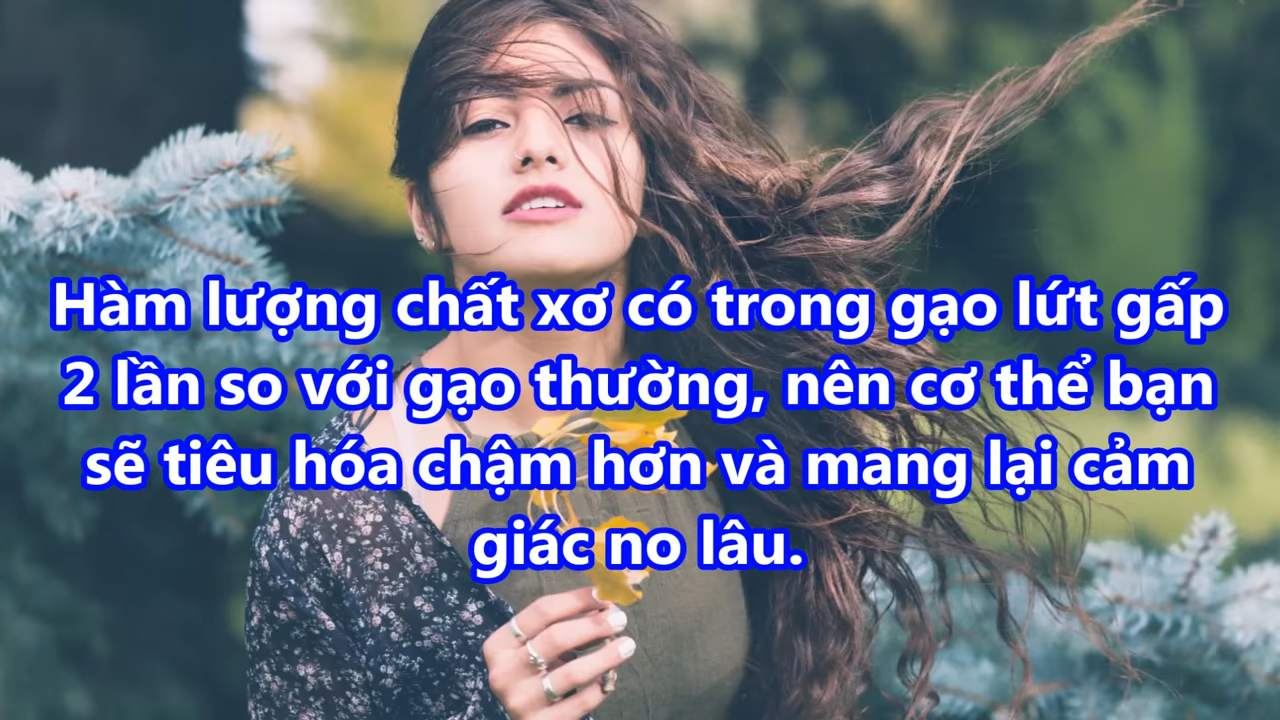 Hàm lượng chất xơ có trong gạo lứt gấp
2 lần so với gạo thường, nên cơ thể bạn
sẽ tiêu hóa chậm hơn và mang lại cảm
giác no lâu.